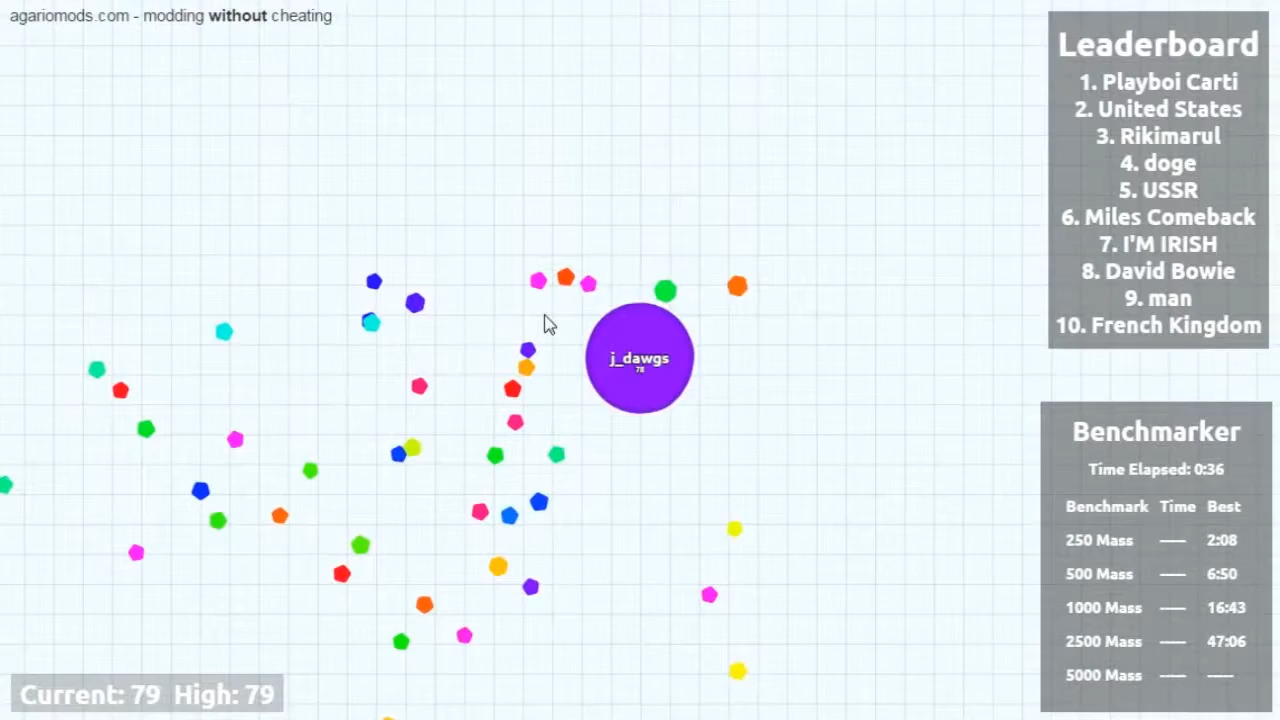 agariomods.com - modding without cheating
Leaderboard
1. Playboi Carti
2. United States
3. Rikimarul
4. doge
5. USSR
6. Miles Comeback
7. I'M IRISH
8. David Bowie
9. man
10. French Kingdom
j_dawgs
78
Benchmarker
Time Elapsed: 0:36
Benchmark Time Best
250 Mass —— 2:08
500 Mass —— 6:50
1000 Mass —— 16:43
2500 Mass —— 47:06
5000 Mass —— ——
Current: 79 High: 79